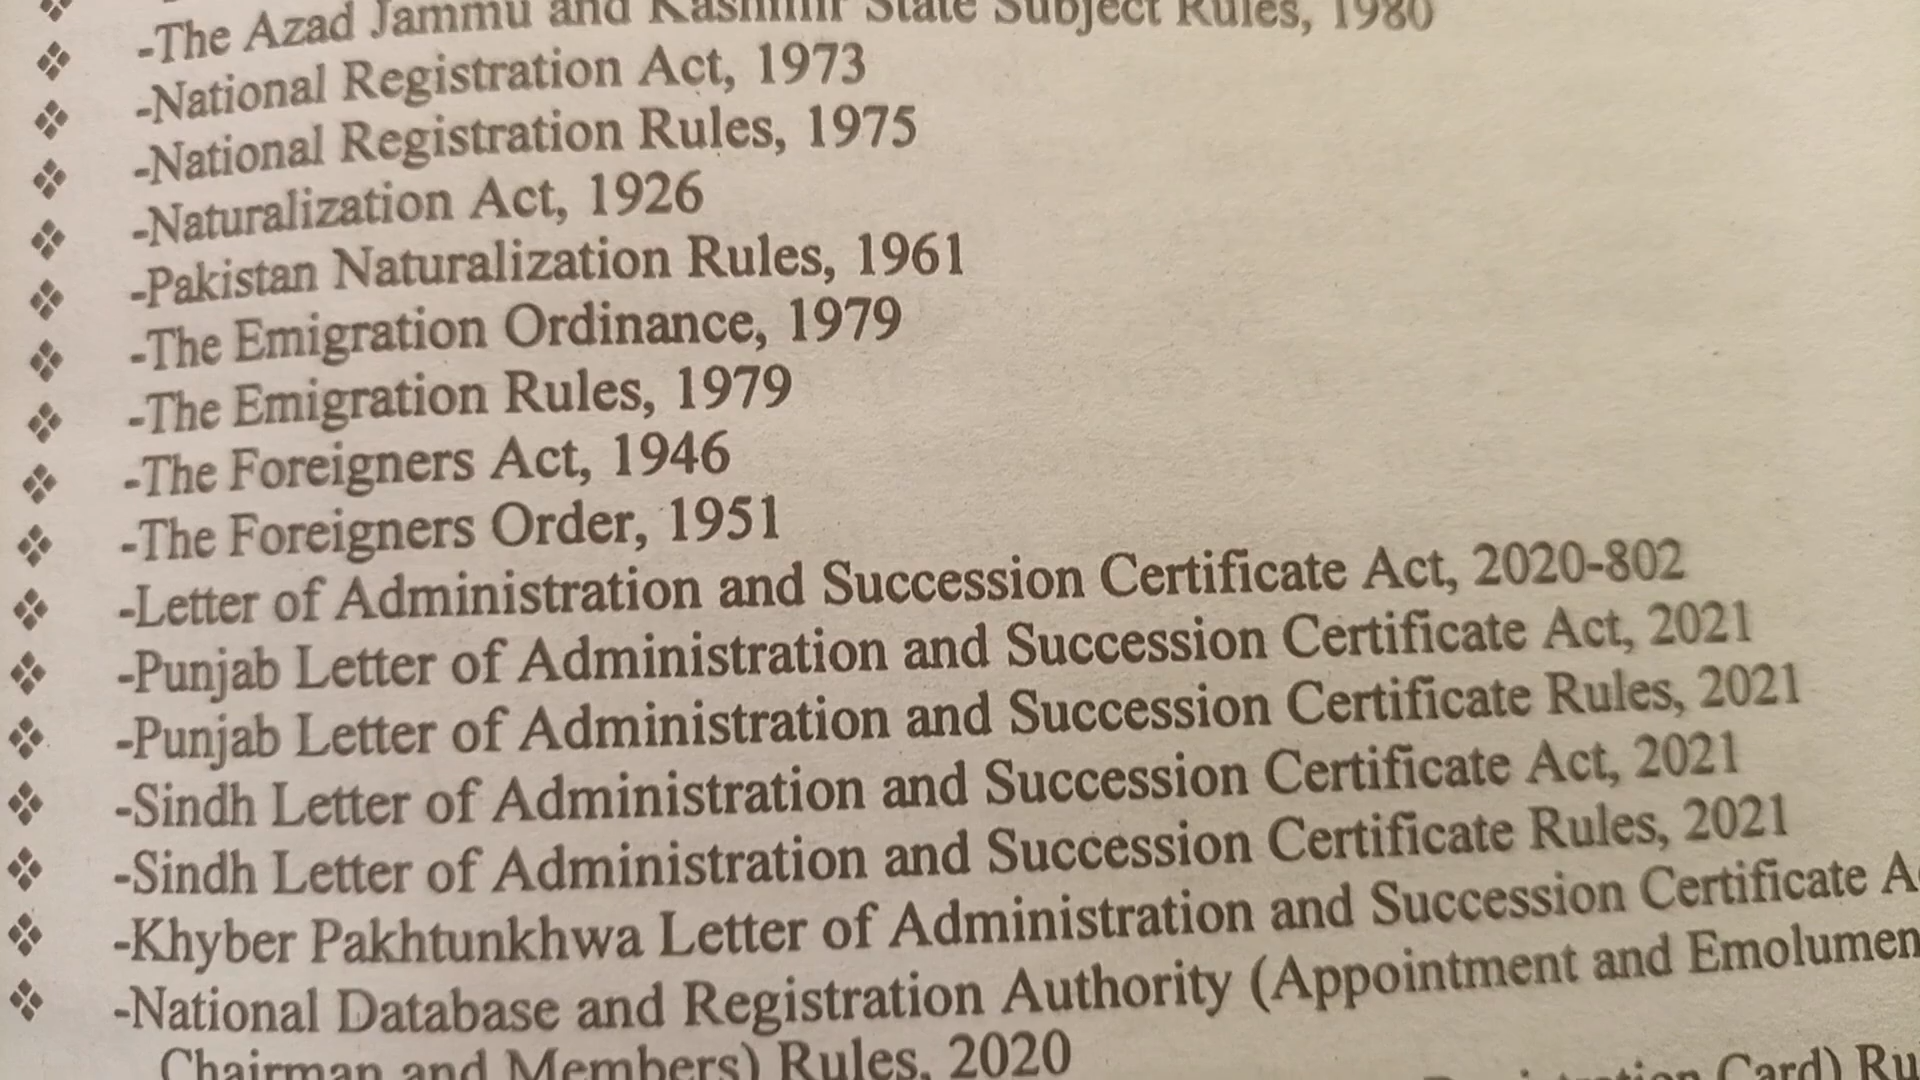 ❖ -The Azad Jammu and Kashmir State Subject Rules, 1980
❖ -National Registration Act, 1973
❖ -National Registration Rules, 1975
❖ -Naturalization Act, 1926
❖ -Pakistan Naturalization Rules, 1961
❖ -The Emigration Ordinance, 1979
❖ -The Emigration Rules, 1979
❖ -The Foreigners Act, 1946
❖ -The Foreigners Order, 1951
❖ -Letter of Administration and Succession Certificate Act, 2020-802
❖ -Punjab Letter of Administration and Succession Certificate Act, 2021
❖ -Punjab Letter of Administration and Succession Certificate Rules, 2021
❖ -Sindh Letter of Administration and Succession Certificate Act, 2021
❖ -Sindh Letter of Administration and Succession Certificate Rules, 2021
❖ -Khyber Pakhtunkhwa Letter of Administration and Succession Certificate
❖ -National Database and Registration Authority (Appointment and
Chairman and Members) Rules, 2020
Card)